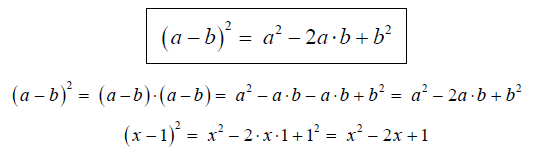 (a − b)² = a² − 2a · b + b²
(a − b)² = (a − b) · (a − b) = a² − a · b − a · b + b² = a² − 2a · b + b²
(x − 1)² = x² − 2 · x · 1 + 1² = x² − 2x + 1